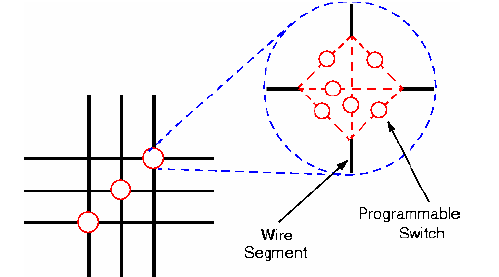 Programmable
Switch
Wire
Segment